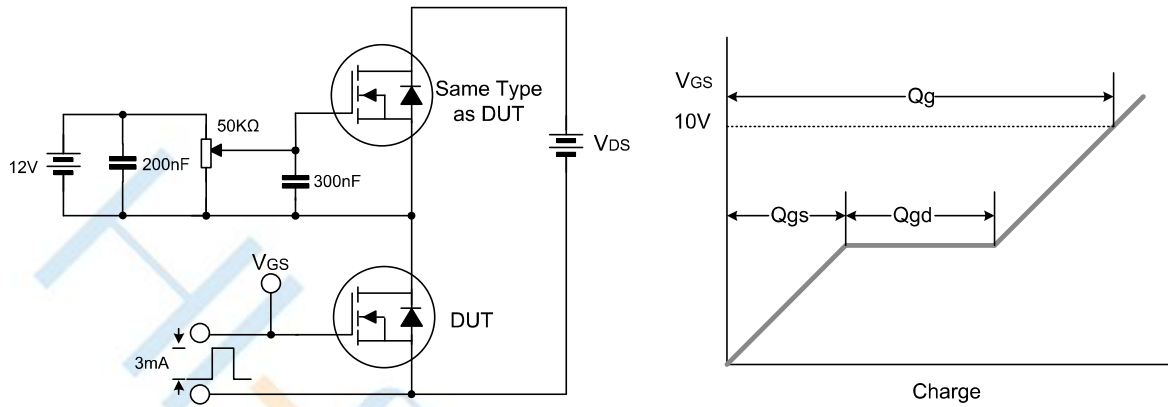 Same Type
as DUT
50KΩ
12V
200nF
300nF
VDS
VGS
DUT
3mA
VGS
10V
Qg
Qgs
Qgd
Charge